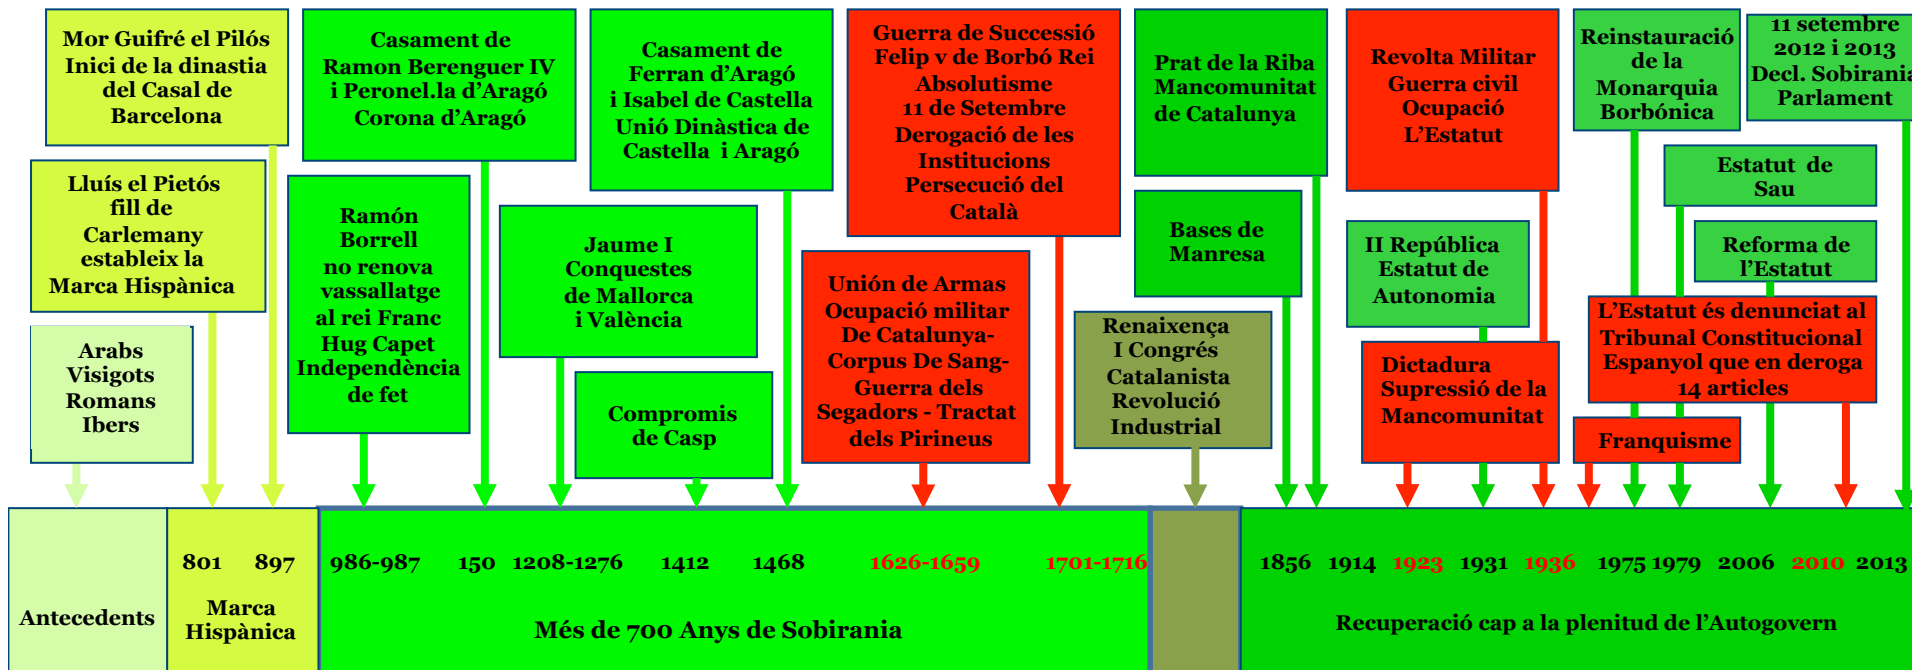 Mor Guifré el Pilós
Inici de la dinastia
del Casal de
Barcelona
Lluís el Pietós
fill de
Carlemany
estableix la
Marca Hispànica
Arabs
Visigots
Romans
Ibers
Casament de
Ramon Berenguer IV
i Peronel.la d’Aragó
Corona d’Aragó
Ramón
Borrell
no renova
vassallatge
al rei Franc
Hug Capet
Independència
de fet
Casament de
Ferran d’Aragó
i Isabel de Castella
Unió Dinàstica de
Castella i Aragó
Jaume I
Conquestes
de Mallorca
i València
Compromis
de Casp
Guerra de Successió
Felip v de Borbó Rei
Absolutisme
11 de Setembre
Derogació de les
Institucions
Persecució del
Català
Unión de Armas
Ocupació militar
De Catalunya-
Corpus De Sang-
Guerra dels
Segadors - Tractat
dels Pirineus
Prat de la Riba
Mancomunitat
de Catalunya
Bases de
Manresa
Renaixença
I Congrés
Catalanista
Revolució
Industrial
Revolta Militar
Guerra civil
Ocupació
L’Estatut
II República
Estatut de
Autonomia
Dictadura
Supressió de la
Mancomunitat
Reinstauració
de la
Monarquia
Borbónica
11 setembre
2012 i 2013
Decl. Sobirania
Parlament
Estatut de
Sau
Reforma de
l’Estatut
L’Estatut és denunciat al
Tribunal Constitucional
Espanyol que en deroga
14 articles
Franquisme
801 897 986-987 150 1208-1276 1412 1468 1626-1659 1701-1716 1856 1914 1923 1931 1936 1975 1979 2006 2010 2013
Antecedents
Marca
Hispànica
Més de 700 Anys de Sobirania
Recuperació cap a la plenitud de l’Autogovern